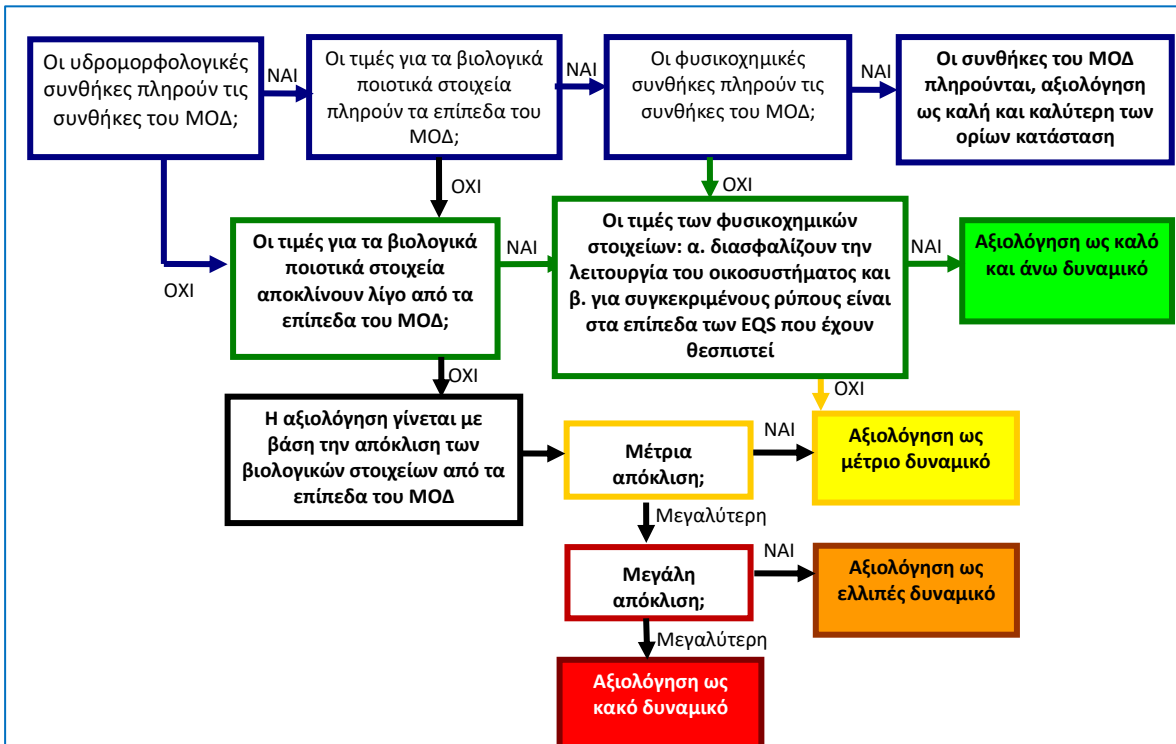 Οι υδρομορφολογικές
συνθήκες πληρούν τις
συνθήκες του ΜΟΔ;
ΝΑΙ
Οι τιμές για τα βιολογικά
ποιοτικά στοιχεία
πληρούν τα επίπεδα του
ΜΟΔ;
ΝΑΙ
Οι φυσικοχημικές
συνθήκες πληρούν τις
συνθήκες του ΜΟΔ;
ΝΑΙ
Οι συνθήκες του ΜΟΔ
πληρούνται, αξιολόγηση
ως καλή και καλύτερη των
ορίων κατάσταση
ΟΧΙ
ΟΧΙ
ΟΧΙ
Οι τιμές για τα βιολογικά
ποιοτικά στοιχεία
αποκλίνουν λίγο από τα
επίπεδα του ΜΟΔ;
ΝΑΙ
Οι τιμές των φυσικοχημικών
στοιχείων: α. διασφαλίζουν την
λειτουργία του οικοσυστήματος και
β. για συγκεκριμένους ρύπους είναι
στα επίπεδα των EQS που έχουν
θεσπιστεί
ΝΑΙ
Αξιολόγηση ως καλό
και άνω δυναμικό
ΟΧΙ
ΟΧΙ
Η αξιολόγηση γίνεται με
βάση την απόκλιση των
βιολογικών στοιχείων από τα
επίπεδα του ΜΟΔ
Μέτρια
απόκλιση;
ΝΑΙ
Αξιολόγηση ως
μέτριο δυναμικό
Μεγαλύτερη
Μεγάλη
απόκλιση;
ΝΑΙ
Αξιολόγηση ως
ελλιπές δυναμικό
Μεγαλύτερη
Αξιολόγηση ως
κακό δυναμικό